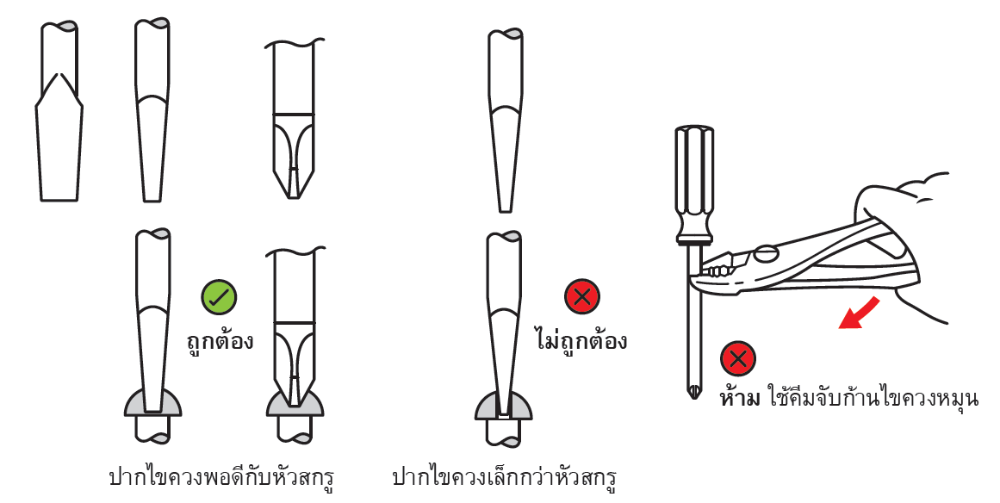 ถูกต้อง
ไม่ถูกต้อง
ห้าม ใช้คีมจับก้านไขควงหมุน
ปากไขควงพอดีกับหัวสกรู
ปากไขควงเล็กกว่าหัวสกรู